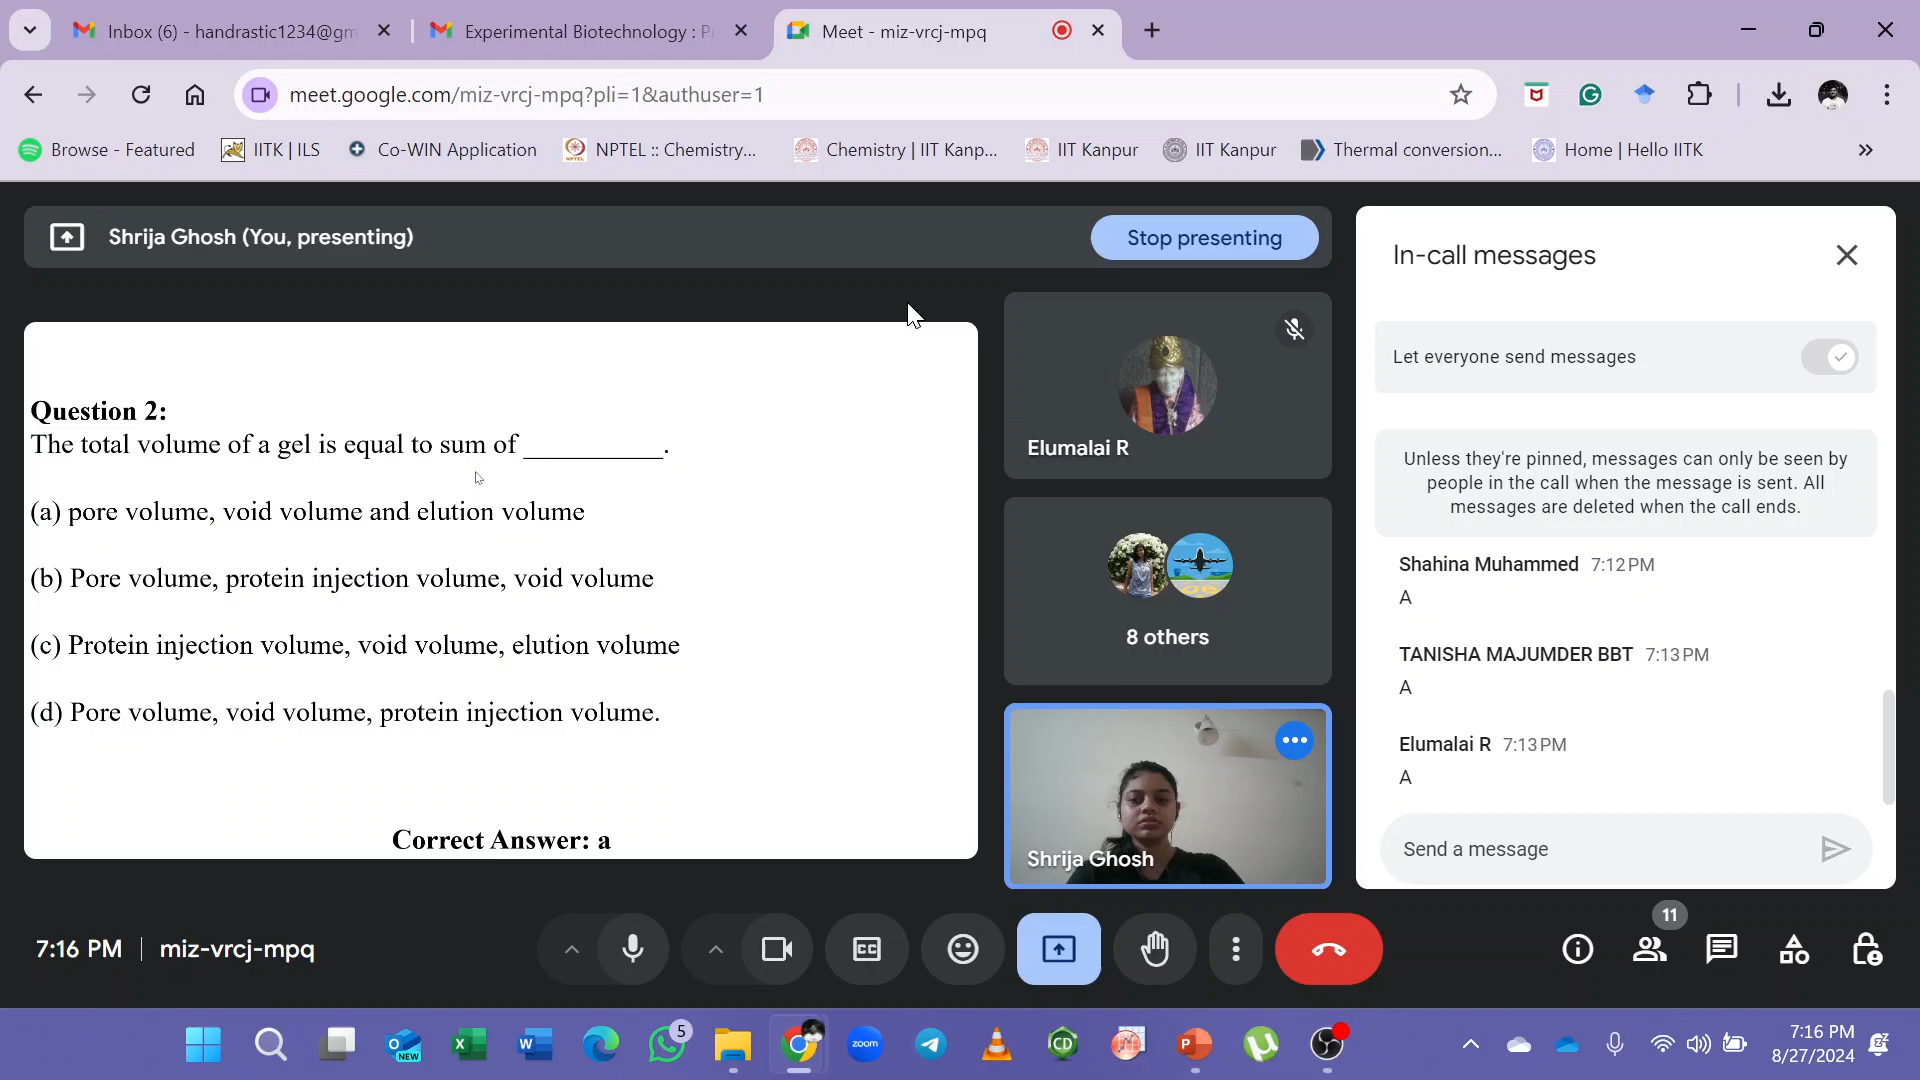 Inbox (6) - handrastic1234@gm
Experimental Biotechnology : P
Meet - miz-vrcj-mpq
meet.google.com/miz-vrcj-mpq?pli=1&authuser=1
Browse - Featured
IITK | ILS
Co-WIN Application
NPTEL :: Chemistry...
Chemistry | IIT Kanp...
IIT Kanpur
IIT Kanpur
Thermal conversion...
Home | Hello IITK
Shrija Ghosh (You, presenting)
Stop presenting
Question 2:
The total volume of a gel is equal to sum of __________.
(a) pore volume, void volume and elution volume
(b) Pore volume, protein injection volume, void volume
(c) Protein injection volume, void volume, elution volume
(d) Pore volume, void volume, protein injection volume.
Correct Answer: a
Elumalai R
8 others
Shrija Ghosh
In-call messages
Let everyone send messages
Unless they're pinned, messages can only be seen by
people in the call when the message is sent. All
messages are deleted when the call ends.
Shahina Muhammed 7:12 PM
A
TANISHA MAJUMDER BBT 7:13 PM
A
Elumalai R 7:13 PM
A
Send a message
7:16 PM
miz-vrcj-mpq
11
NEW
5
zoom
CD
7:16 PM
8/27/2024